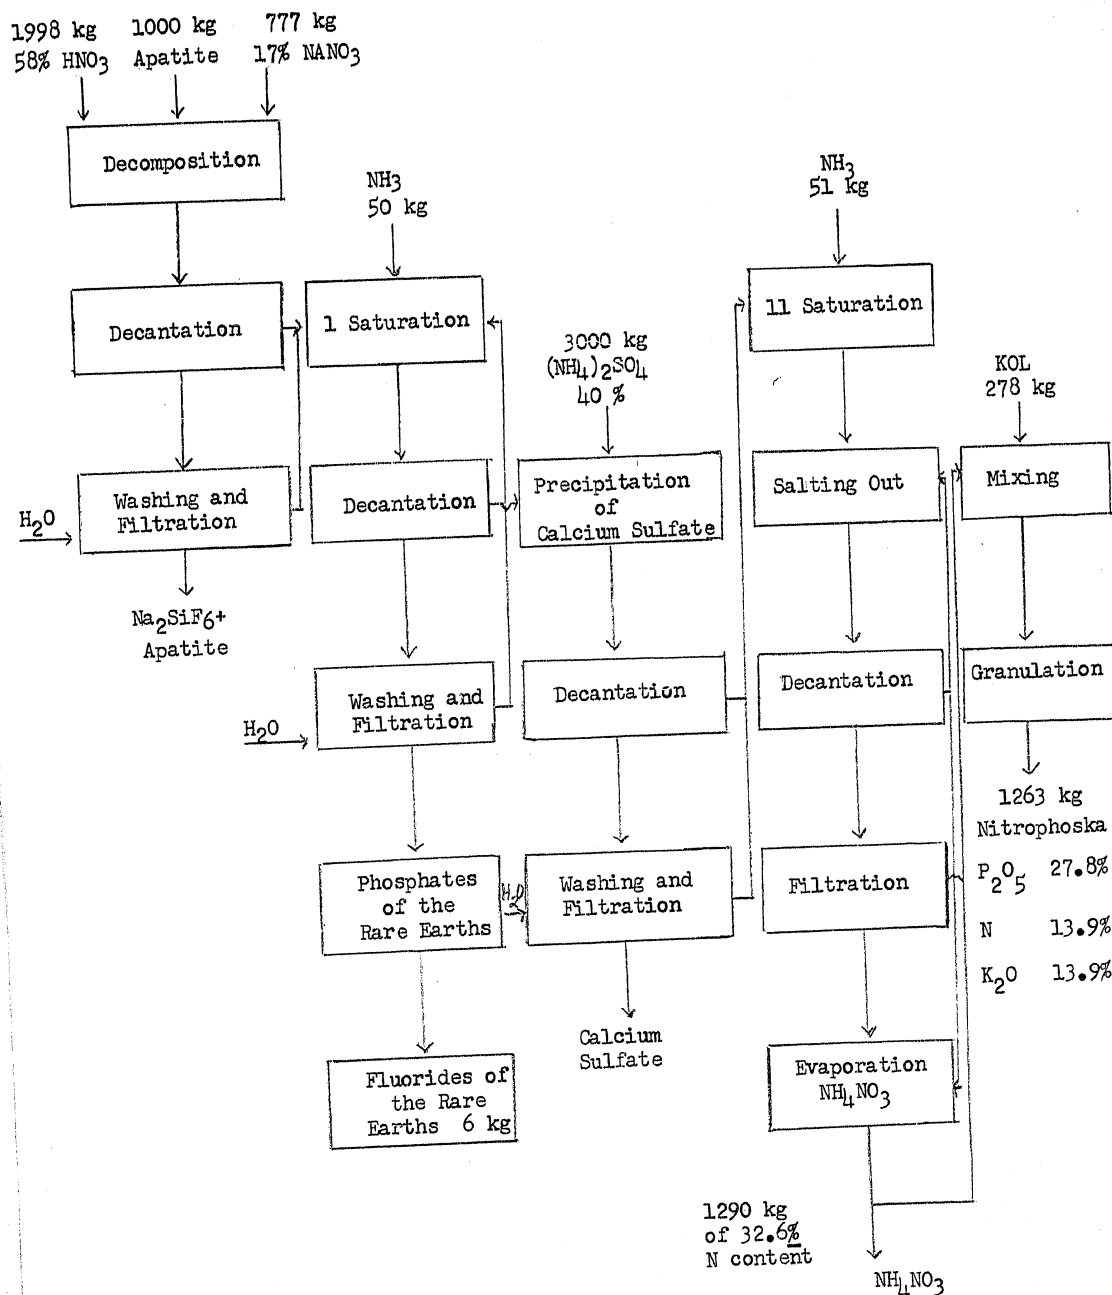 1998 kg
58% HNO3
1000 kg
Apatite
777 kg
17% NANO3
Decomposition
NH3
50 kg
NH3
51 kg
Decantation
1 Saturation
11 Saturation
3000 kg
(NH4)2SO4
40 %
KOL
278 kg
Washing and
Filtration
H2O
Decantation
Precipitation
of
Calcium Sulfate
Salting Out
Mixing
Na2SiF6+
Apatite
Washing and
Filtration
H2O
Decantation
Decantation
Granulation
1263 kg
Nitrophoska
P2O5 27.8%
N 13.9%
K2O 13.9%
Phosphates
of the
Rare Earths
H2O
Washing and
Filtration
Filtration
Calcium
Sulfate
Fluorides of
the Rare
Earths 6 kg
Evaporation
NH4NO3
1290 kg
of 32.6%
N content
NH4NO3